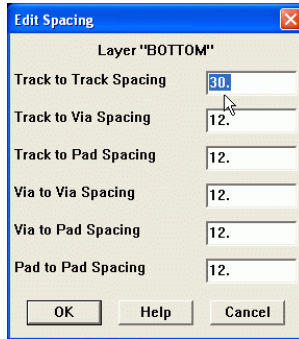 Edit Spacing
Layer "BOTTOM"
Track to Track Spacing 30.
Track to Via Spacing 12.
Track to Pad Spacing 12.
Via to Via Spacing 12.
Via to Pad Spacing 12.
Pad to Pad Spacing 12.
OK Help Cancel